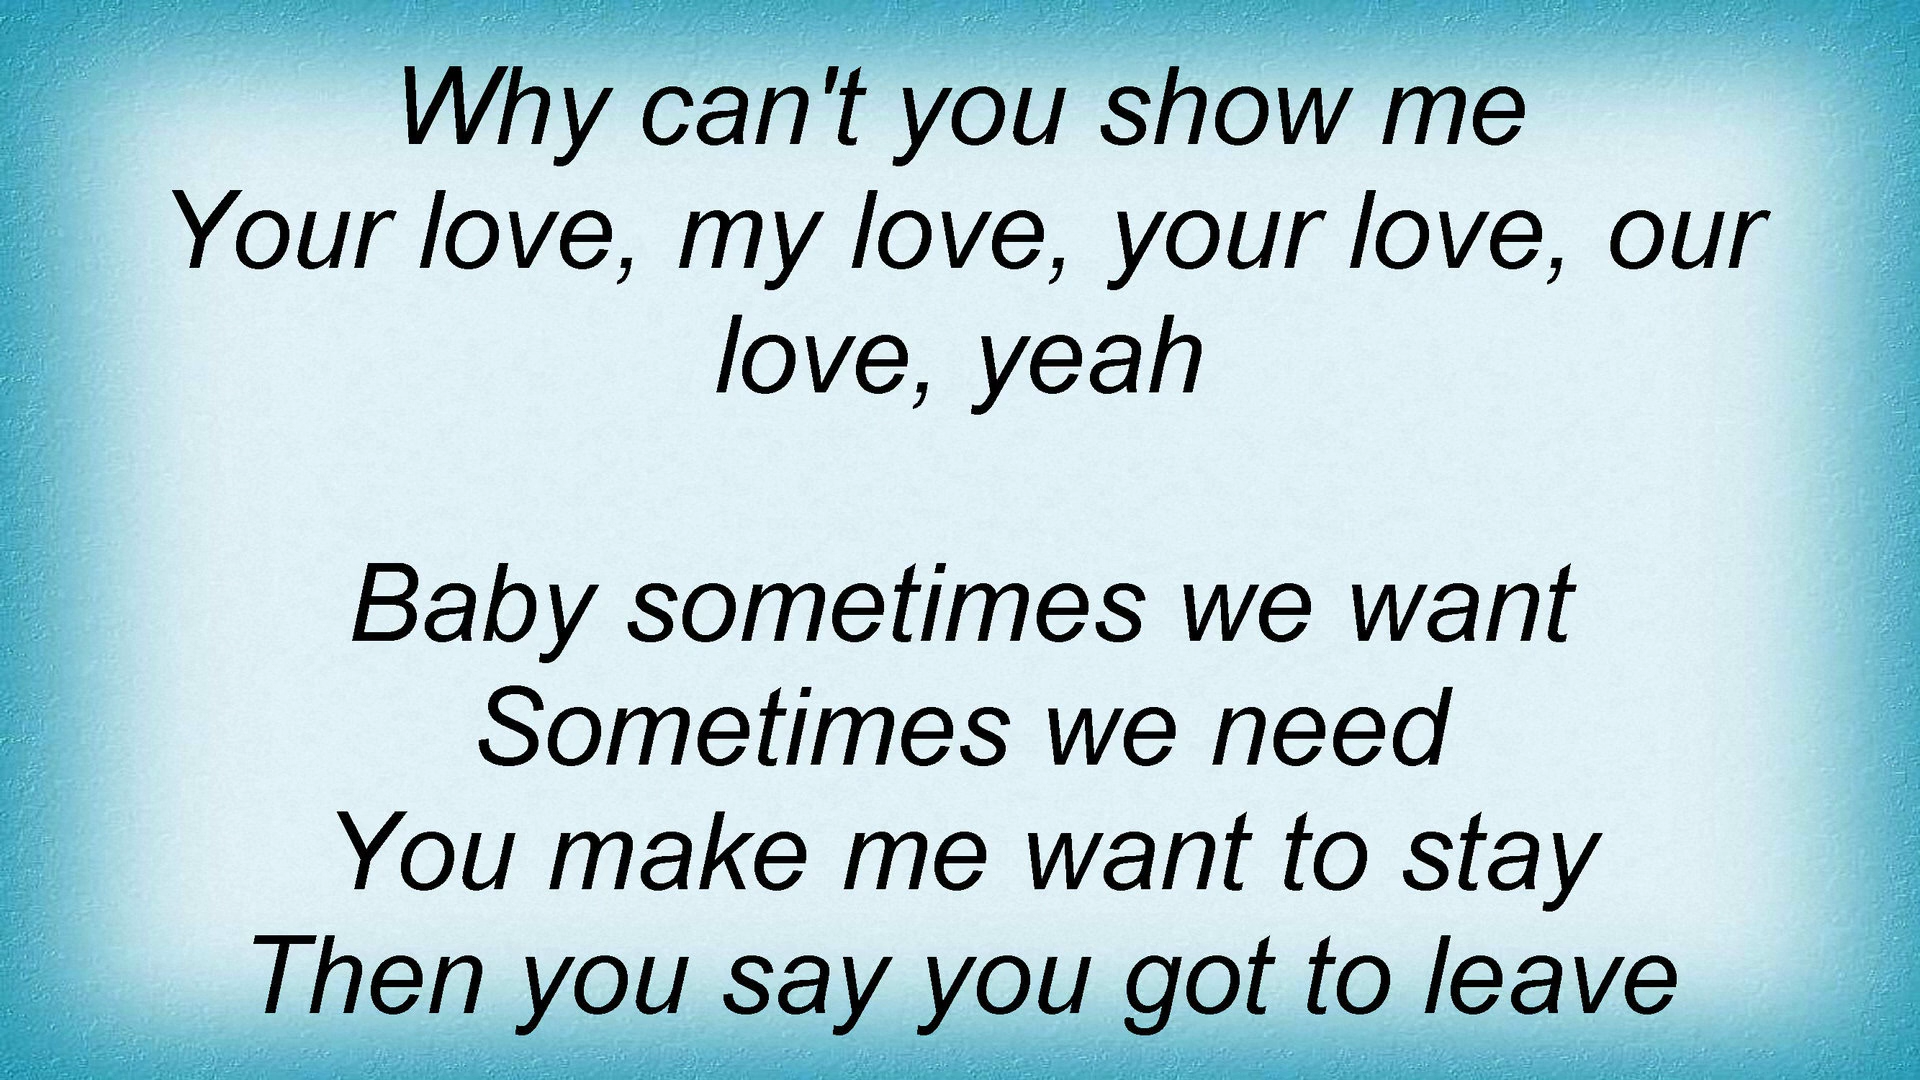 Why can't you show me
Your love, my love, your love, our
love, yeah
Baby sometimes we want
Sometimes we need
You make me want to stay
Then you say you got to leave